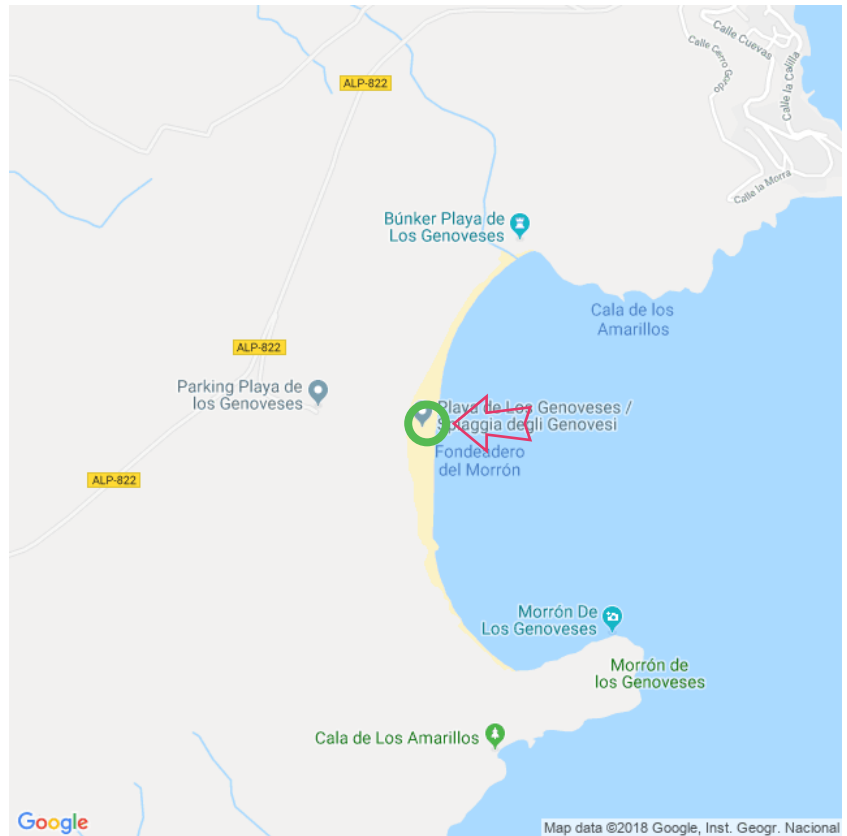 Calle Cuevas
Calle Cerro Gordo
Calle la Calilla
ALP-822
Calle la Morra
Búnker Playa de
Los Genoveses
Cala de los
Amarillos
ALP-822
Parking Playa de
los Genoveses
Playa de Los Genoveses /
Spiaggia degli Genovesi
Fondeadero
del Morrón
ALP-822
Morrón De
Los Genoveses
Morrón de
los Genoveses
Cala de Los Amarillos
Google
Map data ©2018 Google, Inst. Geogr. Nacional